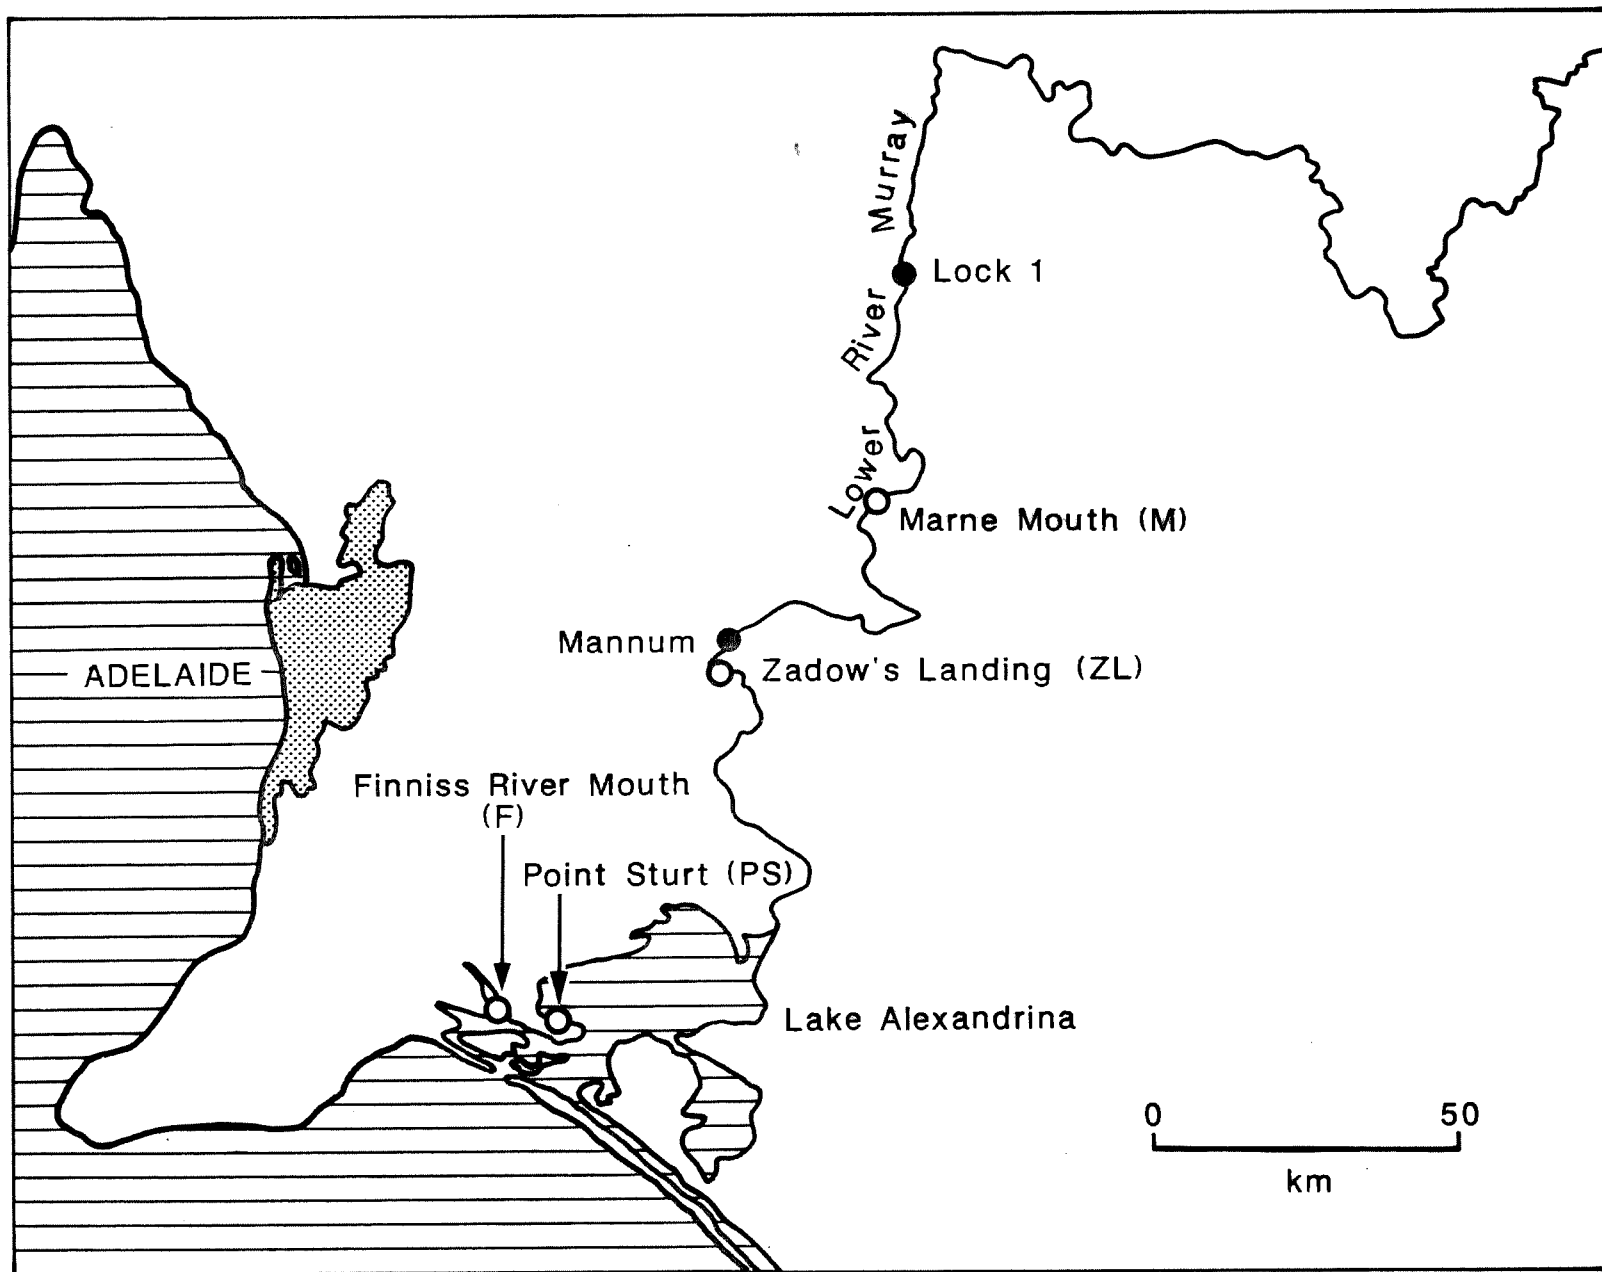 Lower River Murray
Lock 1
Marne Mouth (M)
Mannum
Zadow's Landing (ZL)
ADELAIDE
Finniss River Mouth
(F)
Point Sturt (PS)
Lake Alexandrina
0 50
km